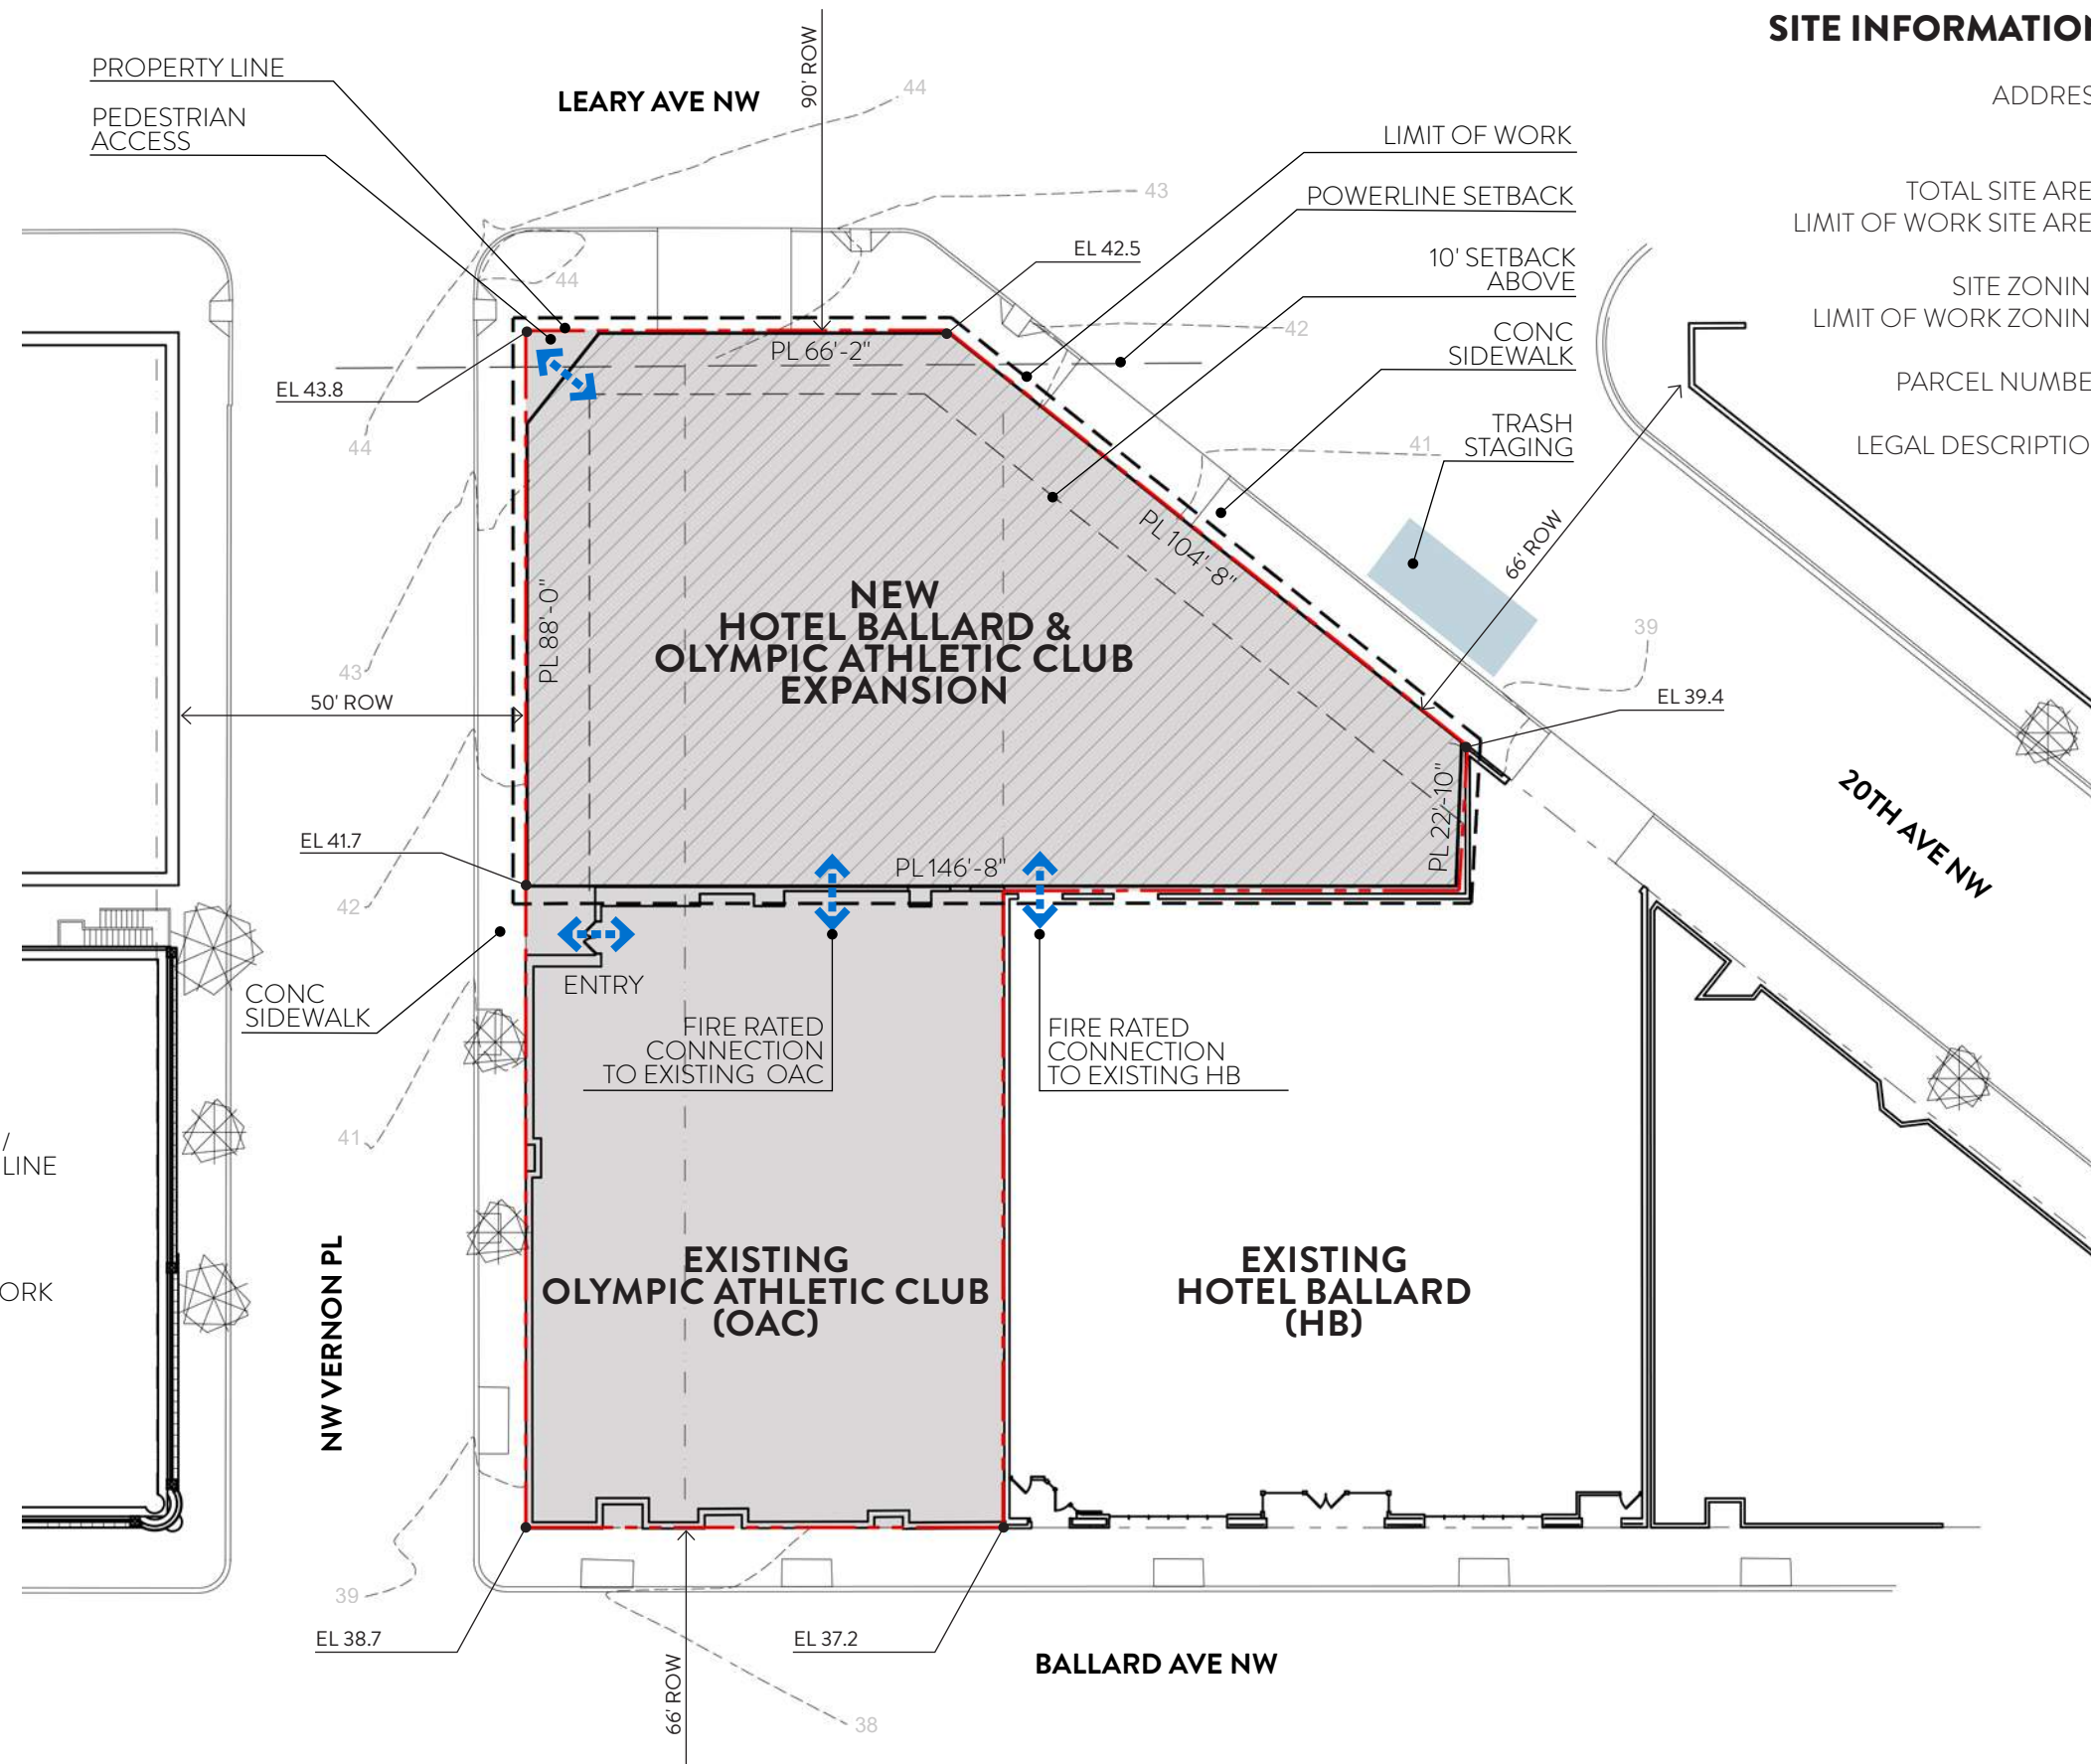 SITE INFORMATION
PROPERTY LINE
PEDESTRIAN
ACCESS
LEARY AVE NW
90' ROW
44
LIMIT OF WORK
POWERLINE SETBACK
43
EL 42.5
10' SETBACK
ABOVE
44
42
CONC
SIDEWALK
ADDRES
TOTAL SITE ARE
LIMIT OF WORK SITE ARE
SITE ZONIN
LIMIT OF WORK ZONIN
PARCEL NUMBE
LEGAL DESCRIPTIO
PL 66'-2"
EL 43.8
44
41
TRASH
STAGING
PL 104'-8"
66' ROW
NEW
HOTEL BALLARD &
OLYMPIC ATHLETIC CLUB
EXPANSION
PL 88'-0"
43
50' ROW
39
EL 39.4
20TH AVE NW
PL 22'-10"
EL 41.7
PL 146'-8"
42
CONC
SIDEWALK
ENTRY
FIRE RATED
CONNECTION
TO EXISTING OAC
FIRE RATED
CONNECTION
TO EXISTING HB
41
/
LINE
ORK
NW VERNON PL
EXISTING
OLYMPIC ATHLETIC CLUB
(OAC)
EXISTING
HOTEL BALLARD
(HB)
39
EL 38.7
66' ROW
EL 37.2
BALLARD AVE NW
38